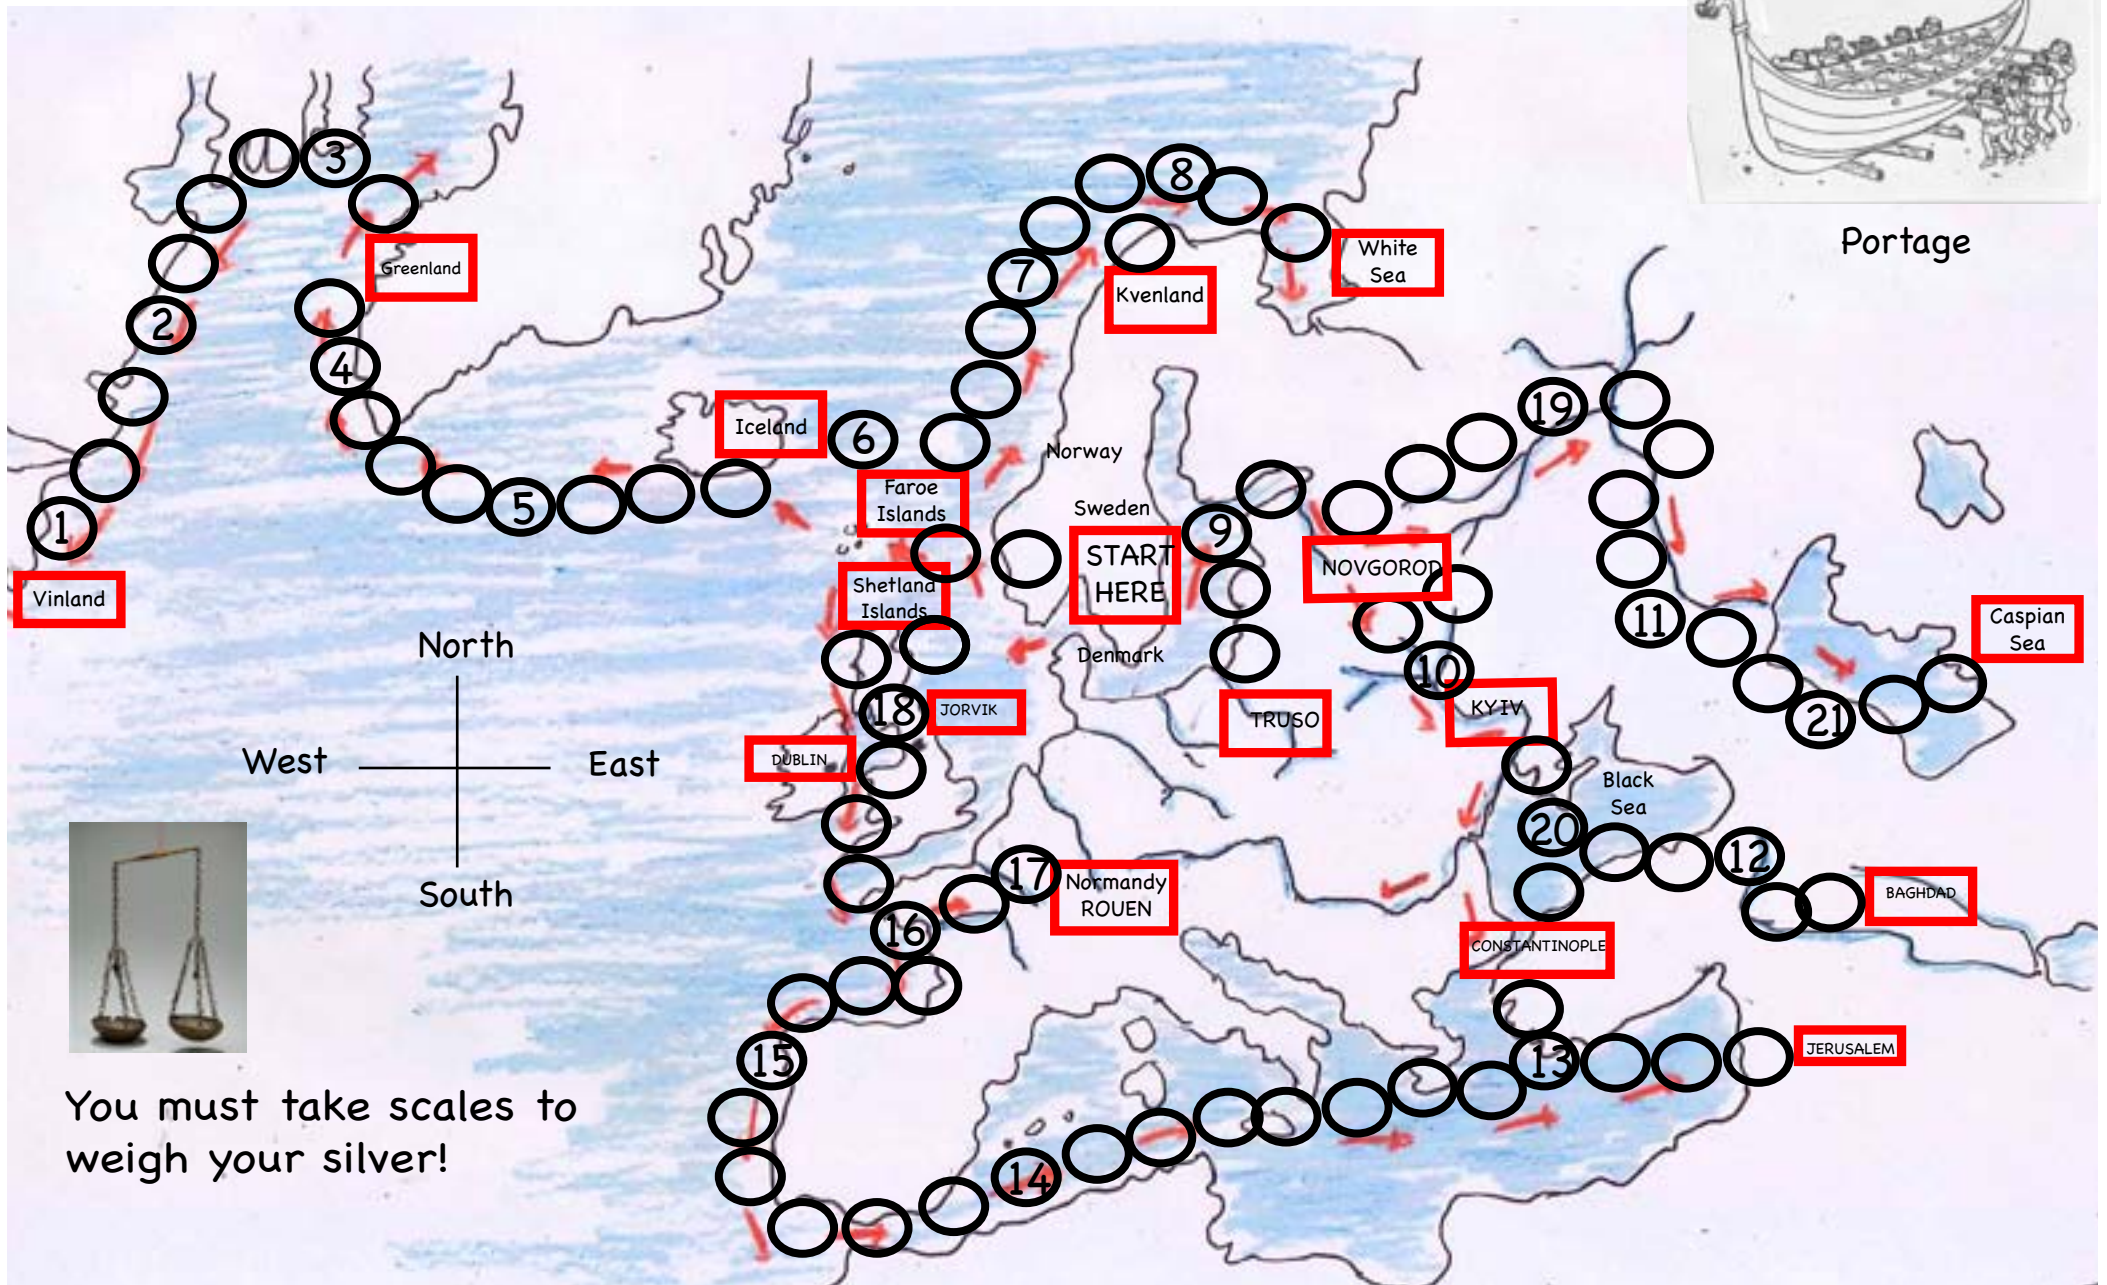 Portage
3
8
Greenland
White
Sea
7
Kvenland
2
4
19
Iceland
6
Norway
Faroe
Islands
5
Sweden
9
1
START
HERE
NOVGOROD
Vinland
Shetland
Islands
11
Caspian
Sea
North
Denmark
10
18
JORVIK
TRUSO
KYIV
21
West
East
DUBLIN
Black
Sea
20
12
South
17
Normandy
ROUEN
BAGHDAD
16
CONSTANTINOPLE
15
13
JERUSALEM
You must take scales to
weigh your silver!
14